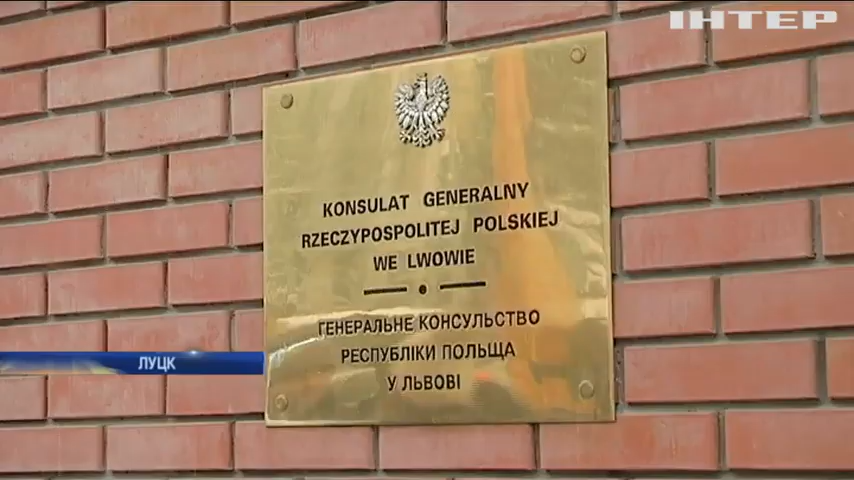 ІНТЕР
KONSULAT GENERALNY
RZECZYPOSPOLITEJ POLSKIEJ
WE LWOWIE
ГЕНЕРАЛЬНЕ КОНСУЛЬСТВО
РЕСПУБЛІКИ ПОЛЬЩА
У ЛЬВОВІ
ЛУЦК